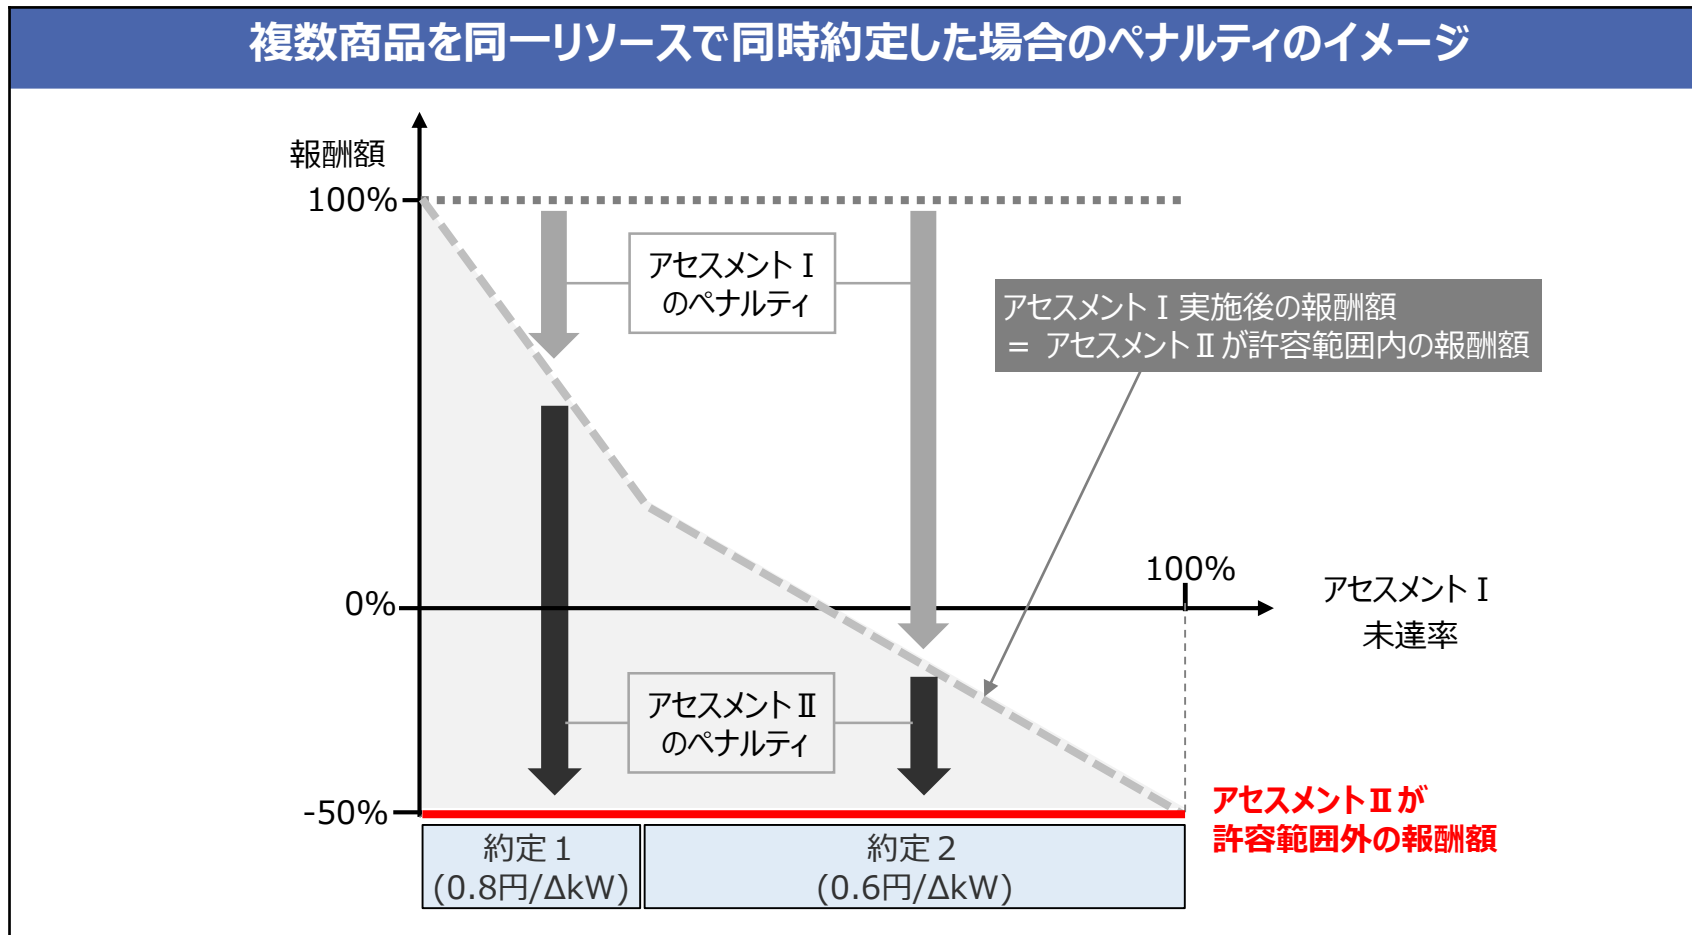 複数商品を同一リソースで同時約定した場合のペナルティのイメージ
報酬額
100%
アセスメントⅠ
のペナルティ
アセスメントⅠ実施後の報酬額
= アセスメントⅡが許容範囲内の報酬額
100%
0%
アセスメントⅠ
未達率
アセスメントⅡ
のペナルティ
-50%
アセスメントⅡが
許容範囲外の報酬額
約定1
(0.8円/ΔkW)
約定2
(0.6円/ΔkW)